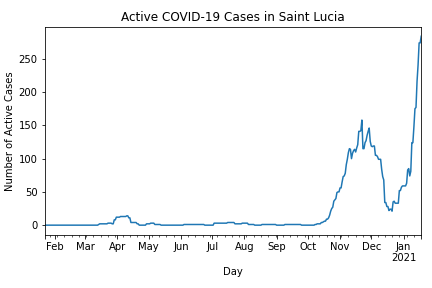 Active COVID-19 Cases in Saint Lucia
Number of Active Cases
250
200
150
100
50
0
Feb Mar Apr May Jun Jul Aug Sep Oct Nov Dec Jan
2021
Day